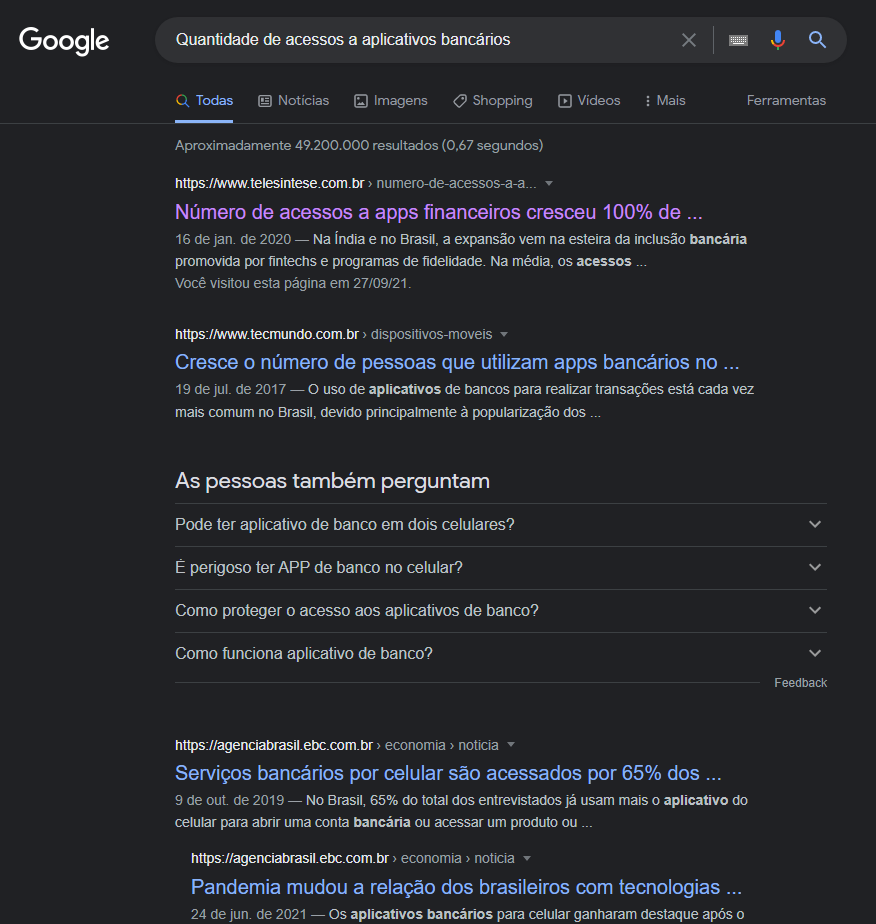 Google
Quantidade de acessos a aplicativos bancários
Todas Notícias Imagens Shopping Vídeos Mais Ferramentas
Aproximadamente 49.200.000 resultados (0,67 segundos)
https://www.telesintese.com.br › numero-de-acessos-a-a...
Número de acessos a apps financeiros cresceu 100% de ...
16 de jan. de 2020 — Na Índia e no Brasil, a expansão vem na esteira da inclusão bancária
promovida por fintechs e programas de fidelidade. Na média, os acessos ...
Você visitou esta página em 27/09/21.
https://www.tecmundo.com.br › dispositivos-moveis
Cresce o número de pessoas que utilizam apps bancários no ...
19 de jul. de 2017 — O uso de aplicativos de bancos para realizar transações está cada vez
mais comum no Brasil, devido principalmente à popularização dos ...
As pessoas também perguntam
Pode ter aplicativo de banco em dois celulares?
É perigoso ter APP de banco no celular?
Como proteger o acesso aos aplicativos de banco?
Como funciona aplicativo de banco?
Feedback
https://agenciabrasil.ebc.com.br › economia › noticia
Serviços bancários por celular são acessados por 65% dos ...
9 de out. de 2019 — No Brasil, 65% do total dos entrevistados já usam mais o aplicativo do
celular para abrir uma conta bancária ou acessar um produto ou ...
https://agenciabrasil.ebc.com.br › economia › noticia
Pandemia mudou a relação dos brasileiros com tecnologias ...
24 de jun. de 2021 — Os aplicativos bancários para celular ganharam destaque após o